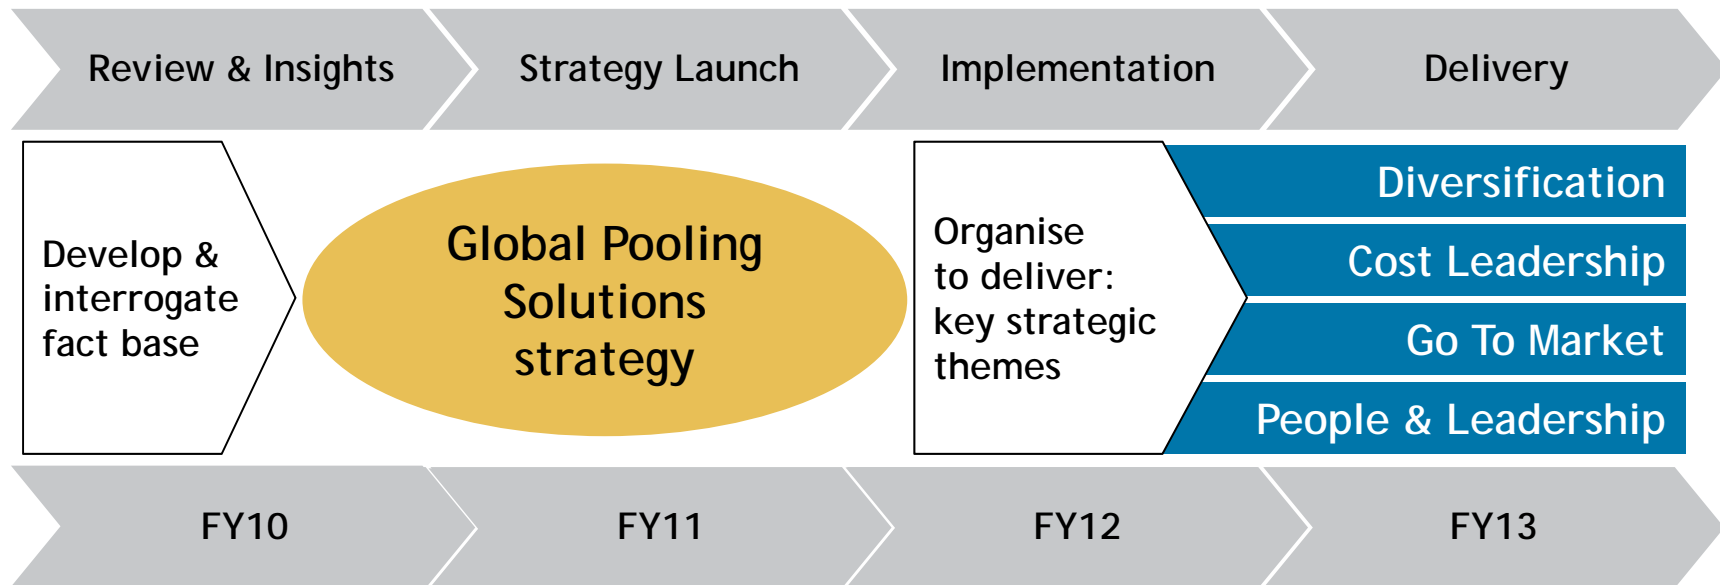 Review & Insights
Strategy Launch
Implementation
Delivery
Develop &
interrogate
fact base
Global Pooling
Solutions
strategy
Organise
to deliver:
key strategic
themes
Diversification
Cost Leadership
Go To Market
People & Leadership
FY10
FY11
FY12
FY13